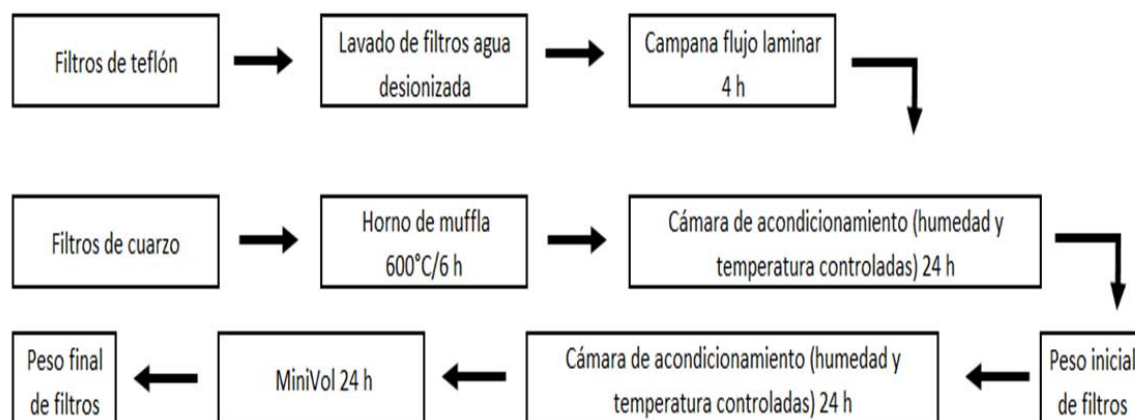 Filtros de teflón
Lavado de filtros agua
desionizada
Campana flujo laminar
4 h
Filtros de cuarzo
Horno de muffla
600°C/6 h
Cámara de acondicionamiento (humedad y
temperatura controladas) 24 h
Peso final
de filtros
MiniVol 24 h
Cámara de acondicionamiento (humedad y
temperatura controladas) 24 h
Peso inicial
de filtros